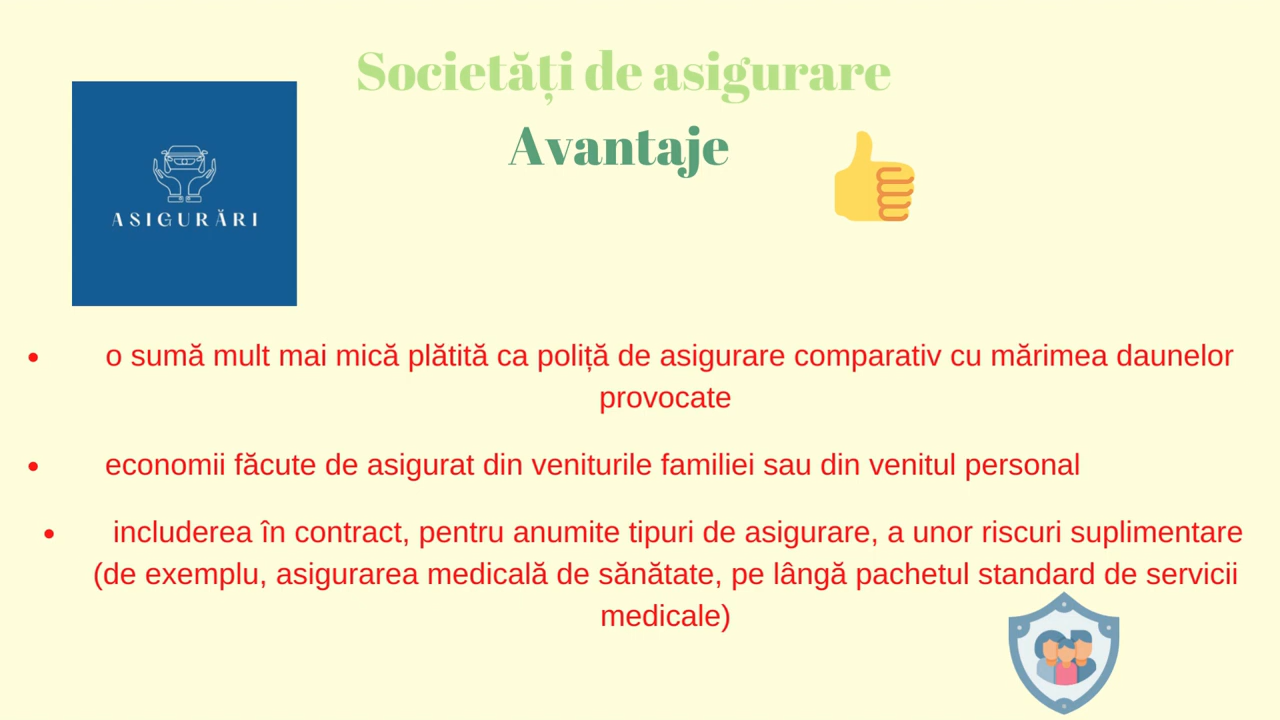 Societăți de asigurare
Avantaje
ASIGURĂRI
• o sumă mult mai mică plătită ca poliță de asigurare comparativ cu mărimea daunelor
provocate
• economii făcute de asigurat din veniturile familiei sau din venitul personal
• includerea în contract, pentru anumite tipuri de asigurare, a unor riscuri suplimentare
(de exemplu, asigurarea medicală de sănătate, pe lângă pachetul standard de servicii
medicale)